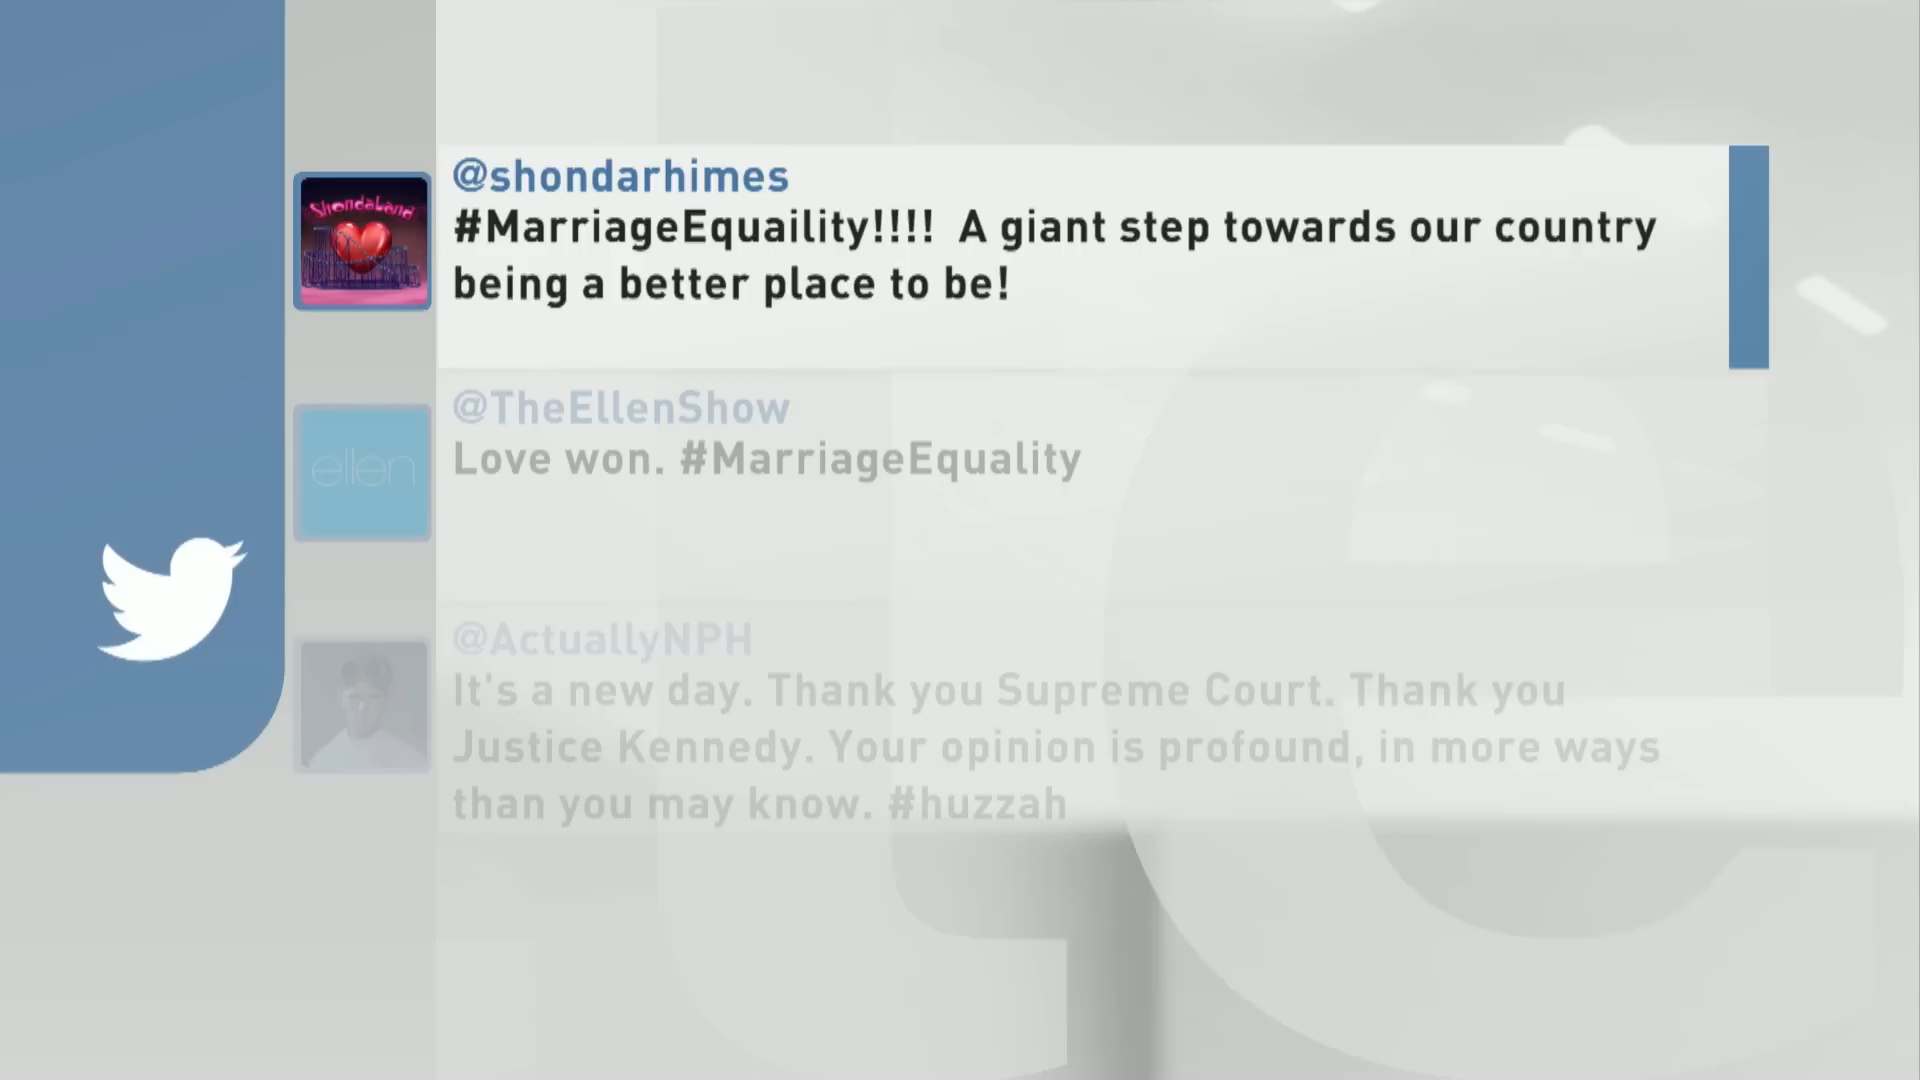 @shondarhimes
#MarriageEquaility!!!! A giant step towards our country
being a better place to be!
ShondaLand
@TheEllenShow
Love won. #MarriageEquality
ellen
@ActuallyNPH
It's a new day. Thank you Supreme Court. Thank you
Justice Kennedy. Your opinion is profound, in more ways
than you may know. #huzzah